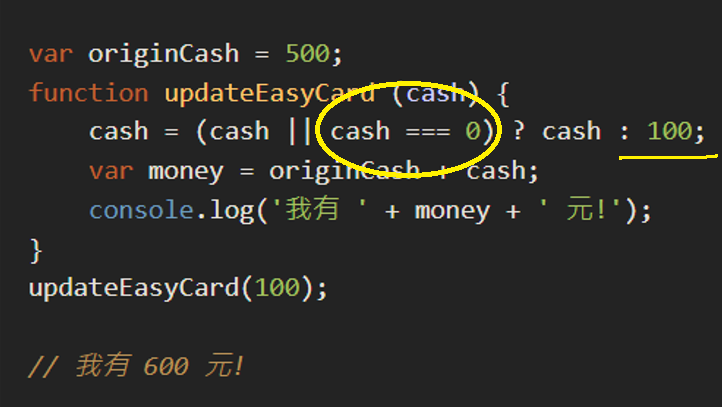 var originCash = 500;
function updateEasyCard (cash) {
cash = (cash || cash === 0) ? cash : 100;
var money = originCash + cash;
console.log('我有 ' + money + ' 元!');
}
updateEasyCard(100);
// 我有 600 元!